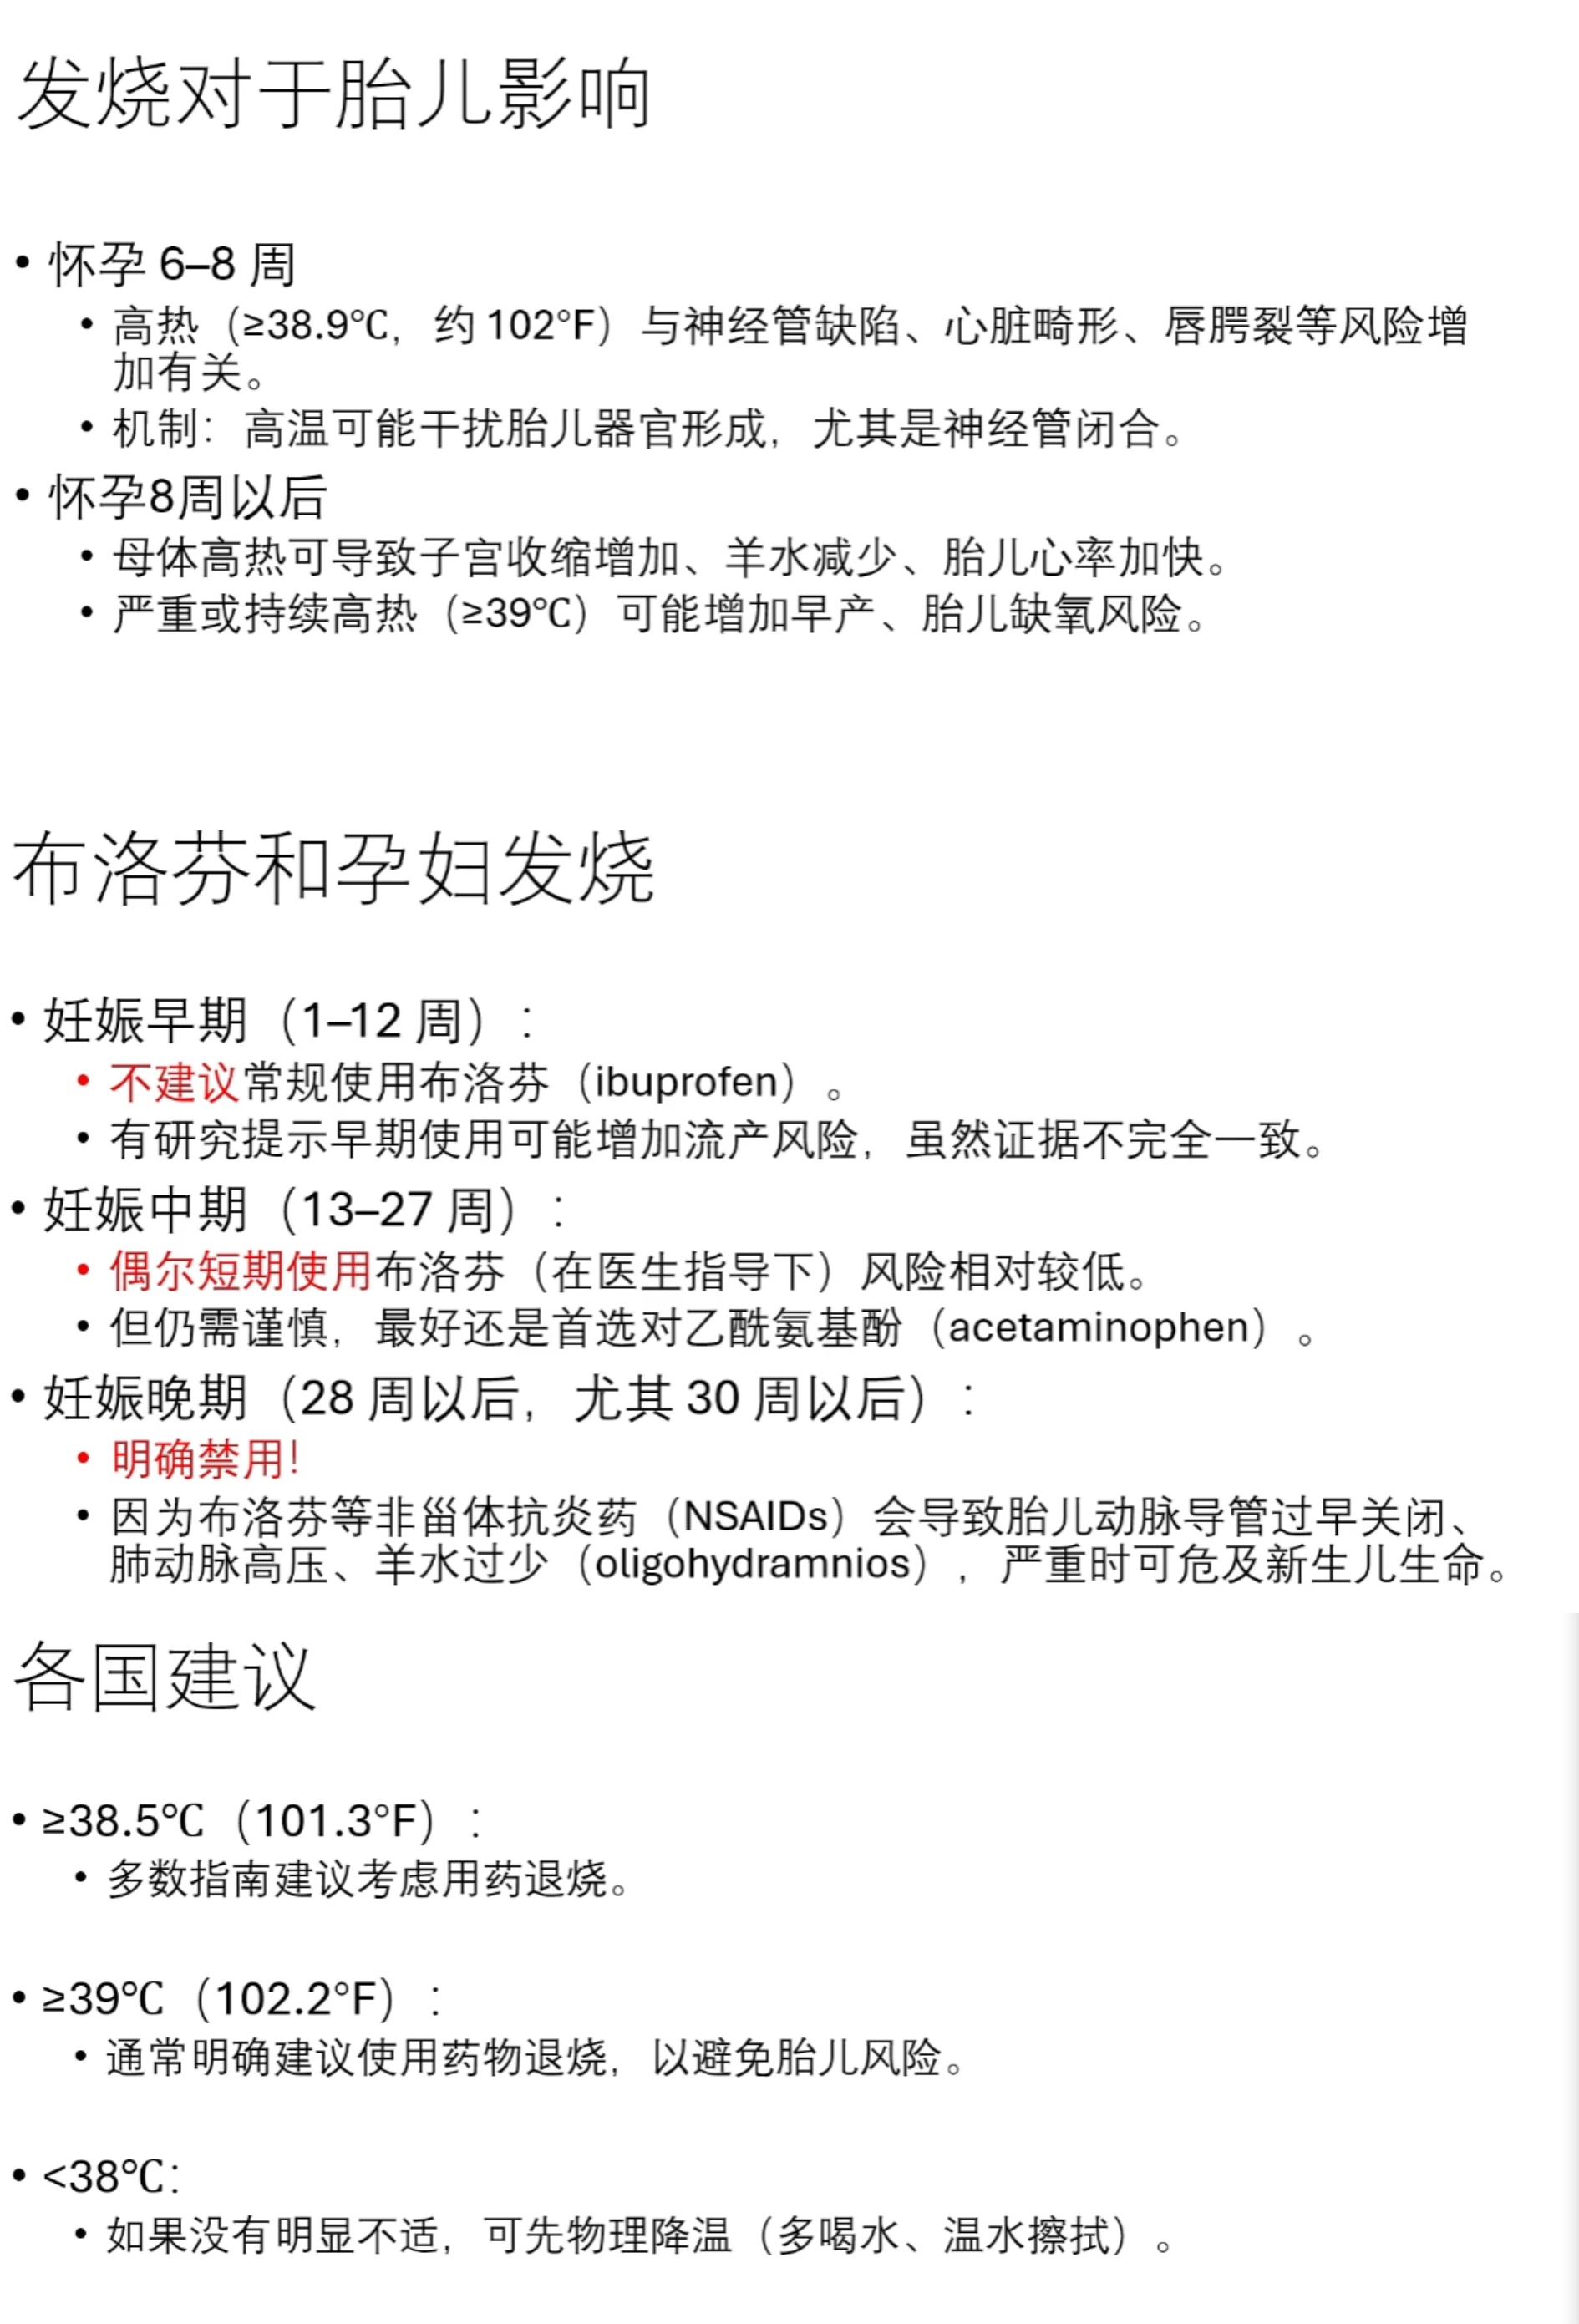 发烧对于胎儿影响
• 怀孕 6–8 周
• 高热（≥38.9℃，约 102°F）与神经管缺陷、心脏畸形、唇腭裂等风险增
加有关。
• 机制：高温可能干扰胎儿器官形成，尤其是神经管闭合。
• 怀孕8周以后
• 母体高热可导致子宫收缩增加、羊水减少、胎儿心率加快。
• 严重或持续高热（≥39℃）可能增加早产、胎儿缺氧风险。
布洛芬和孕妇发烧
• 妊娠早期（1–12 周）：
• 不建议常规使用布洛芬（ibuprofen）。
• 有研究提示早期使用可能增加流产风险，虽然证据不完全一致。
• 妊娠中期（13–27 周）：
• 偶尔短期使用布洛芬（在医生指导下）风险相对较低。
• 但仍需谨慎，最好还是首选对乙酰氨基酚（acetaminophen）。
• 妊娠晚期（28 周以后，尤其 30 周以后）：
• 明确禁用！
• 因为布洛芬等非甾体抗炎药（NSAIDs）会导致胎儿动脉导管过早关闭、
肺动脉高压、羊水过少（oligohydramnios），严重时可危及新生儿生命。
各国建议
• ≥38.5℃（101.3°F）：
• 多数指南建议考虑用药退烧。
• ≥39℃（102.2°F）：
• 通常明确建议使用药物退烧，以避免胎儿风险。
• <38℃：
• 如果没有明显不适，可先物理降温（多喝水、温水擦拭）。